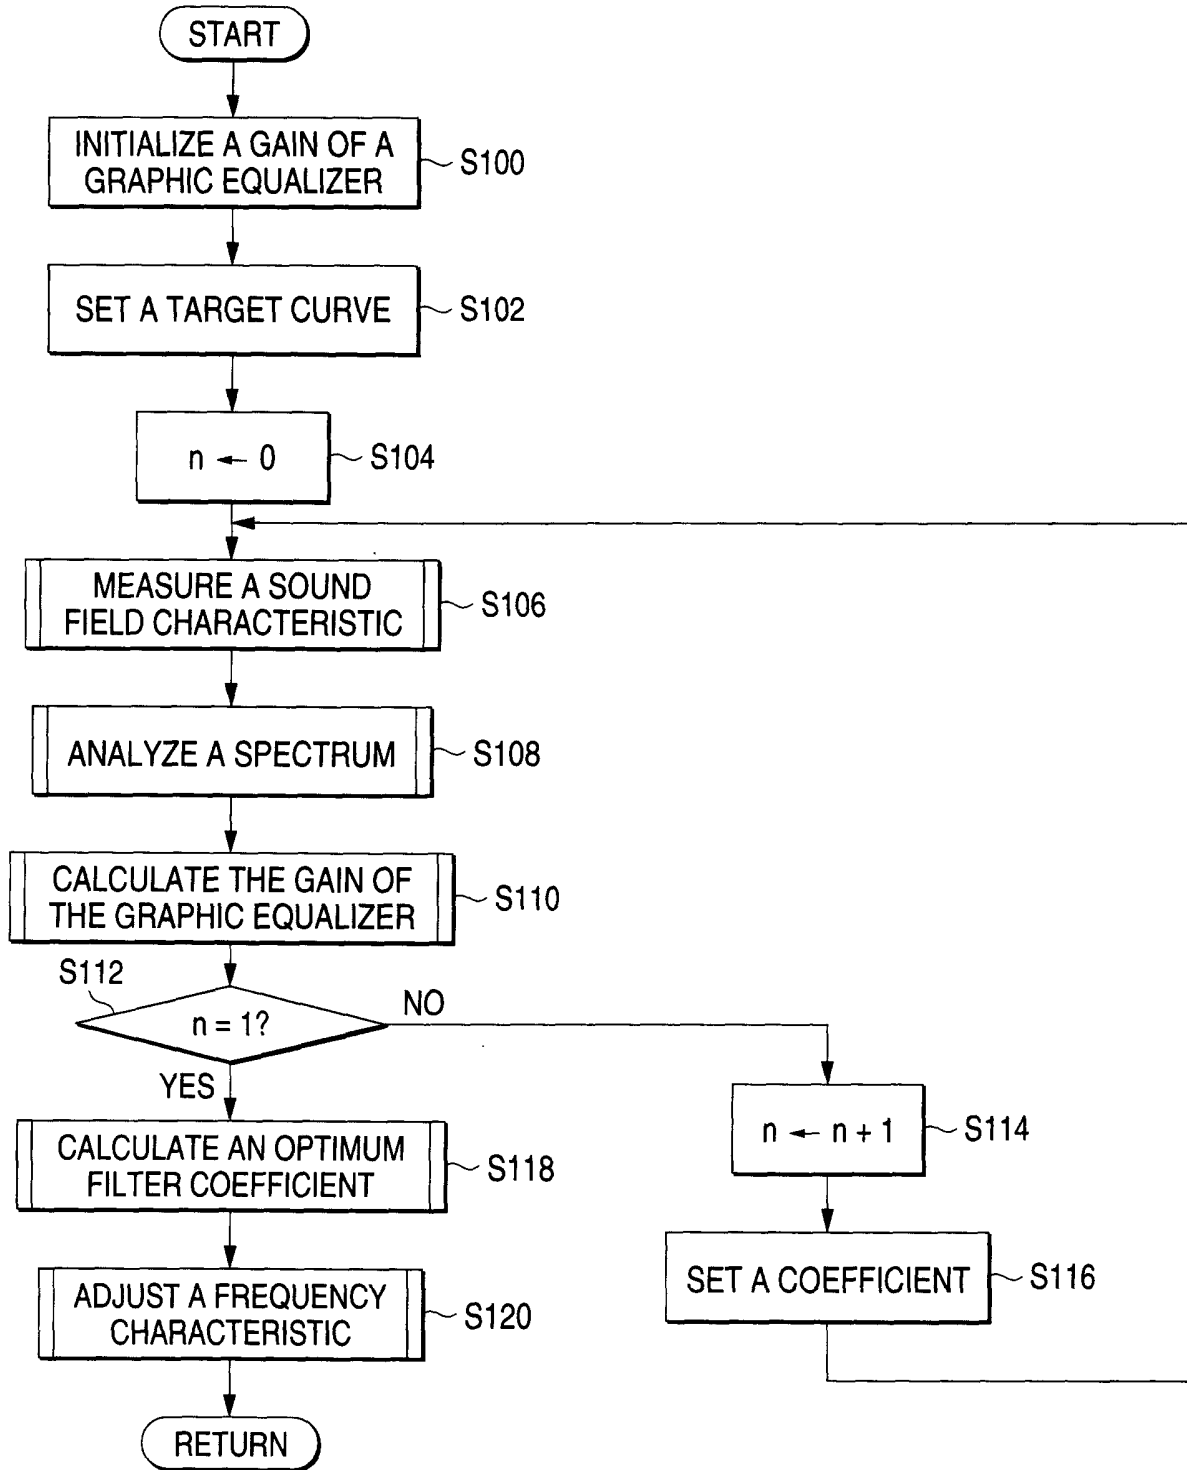 START
INITIALIZE A GAIN OF A
GRAPHIC EQUALIZER
S100
SET A TARGET CURVE
S102
n ← 0
S104
MEASURE A SOUND
FIELD CHARACTERISTIC
S106
ANALYZE A SPECTRUM
S108
CALCULATE THE GAIN OF
THE GRAPHIC EQUALIZER
S110
S112
n = 1?
NO
YES
n ← n + 1
S114
CALCULATE AN OPTIMUM
FILTER COEFFICIENT
S118
SET A COEFFICIENT
S116
ADJUST A FREQUENCY
CHARACTERISTIC
S120
RETURN